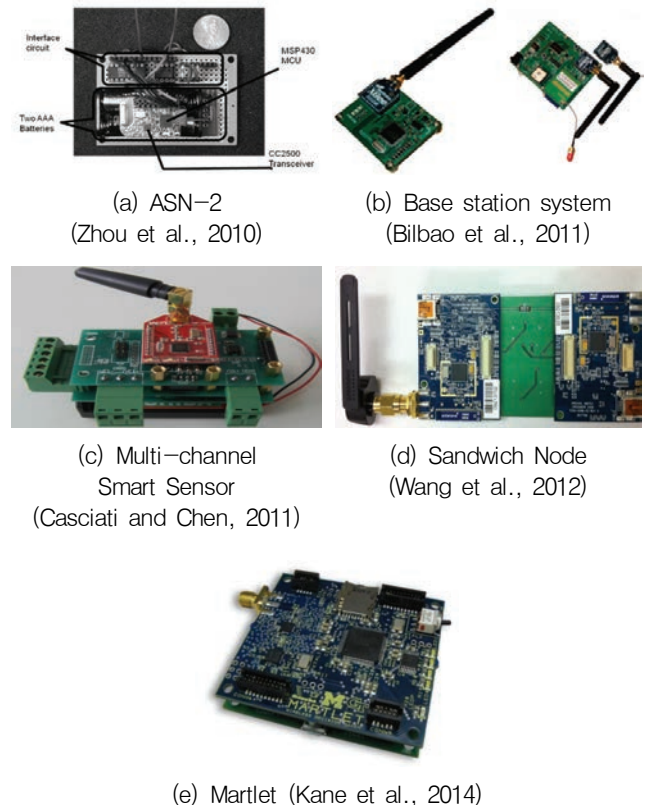 Interface
circuit
MSP430
MCU
Two AAA
Batteries
CC2500
Transceiver
(a) ASN-2
(Zhou et al., 2010)
(b) Base station system
(Bilbao et al., 2011)
(c) Multi-channel
Smart Sensor
(Casciati and Chen, 2011)
(d) Sandwich Node
(Wang et al., 2012)
MARTLET
(e) Martlet (Kane et al., 2014)